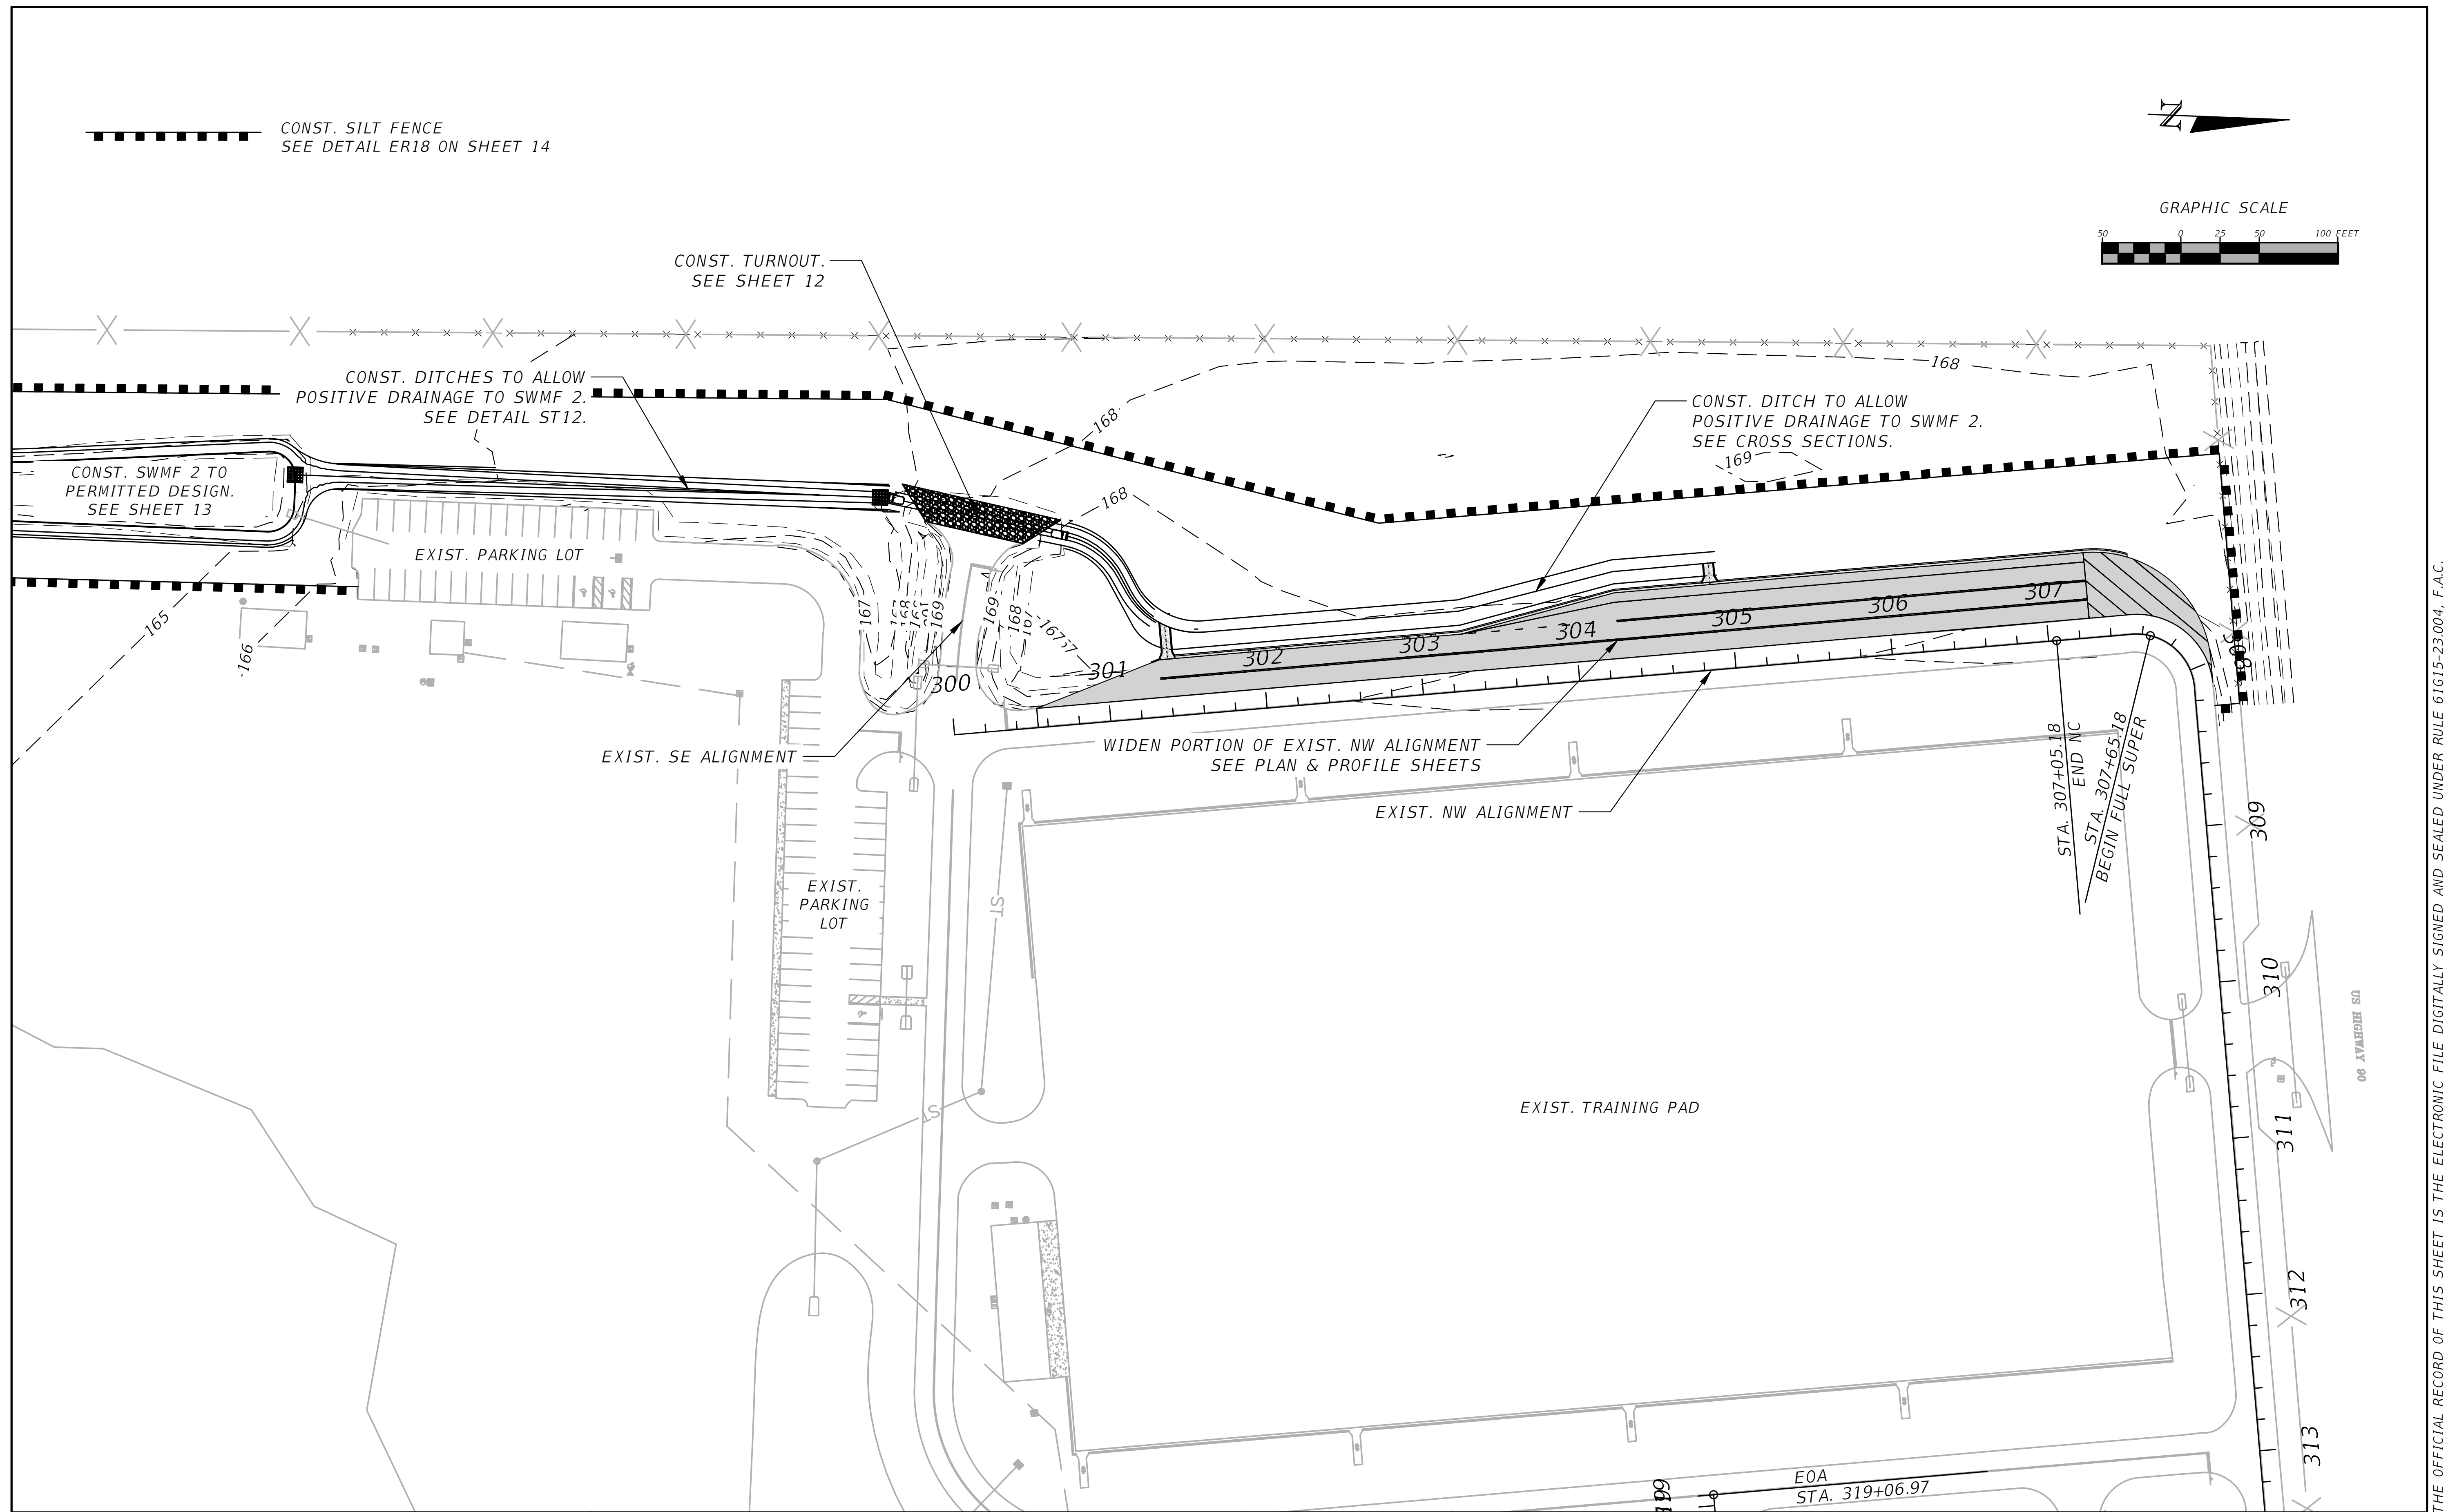 CONST. SILT FENCE
SEE DETAIL ER18 ON SHEET 14
N
GRAPHIC SCALE
50 0 25 50 100 FEET
CONST. TURNOUT.
SEE SHEET 12
CONST. DITCHES TO ALLOW
POSITIVE DRAINAGE TO SWMF 2.
SEE DETAIL ST12.
CONST. DITCH TO ALLOW
POSITIVE DRAINAGE TO SWMF 2.
SEE CROSS SECTIONS.
168
168
168
169
CONST. SWMF 2 TO
PERMITTED DESIGN.
SEE SHEET 13
EXIST. PARKING LOT
165
166
167
168
169
169
168
167
167
300
301
302
303
304
305
306
307
308
EXIST. SE ALIGNMENT
WIDEN PORTION OF EXIST. NW ALIGNMENT
SEE PLAN & PROFILE SHEETS
EXIST. NW ALIGNMENT
STA. 307+05.18
END NC
STA. 307+65.18
BEGIN FULL SUPER
309
310
311
312
313
US HIGHWAY 90
EXIST.
PARKING
LOT
ST
ST
EXIST. TRAINING PAD
EOA
STA. 319+06.97
THE OFFICIAL RECORD OF THIS SHEET IS THE ELECTRONIC FILE DIGITALLY SIGNED AND SEALED UNDER RULE 61G15-23.004, F.A.C.